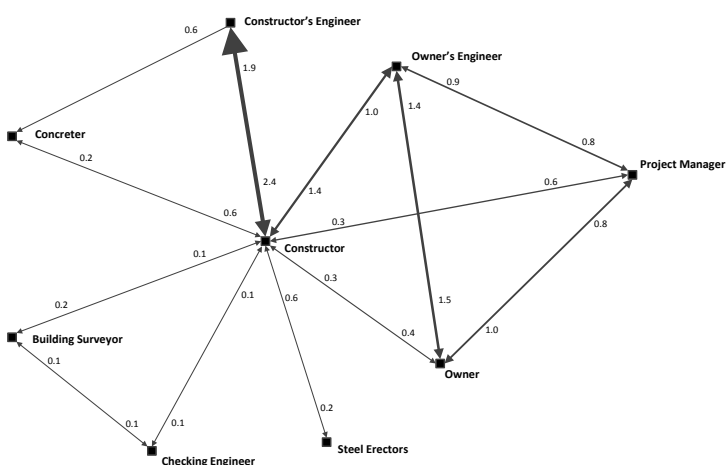 Constructor's Engineer
0.6
Owner's Engineer
1.9
0.9
1.4
1.0
Concreter
0.8
0.2
Project Manager
2.4
0.6
1.4
0.6
0.3
0.8
Constructor
0.1
0.3
0.1
0.6
1.5
0.2
0.4
1.0
Building Surveyor
0.1
Owner
0.2
0.1
0.1
Steel Erectors
Checking Engineer